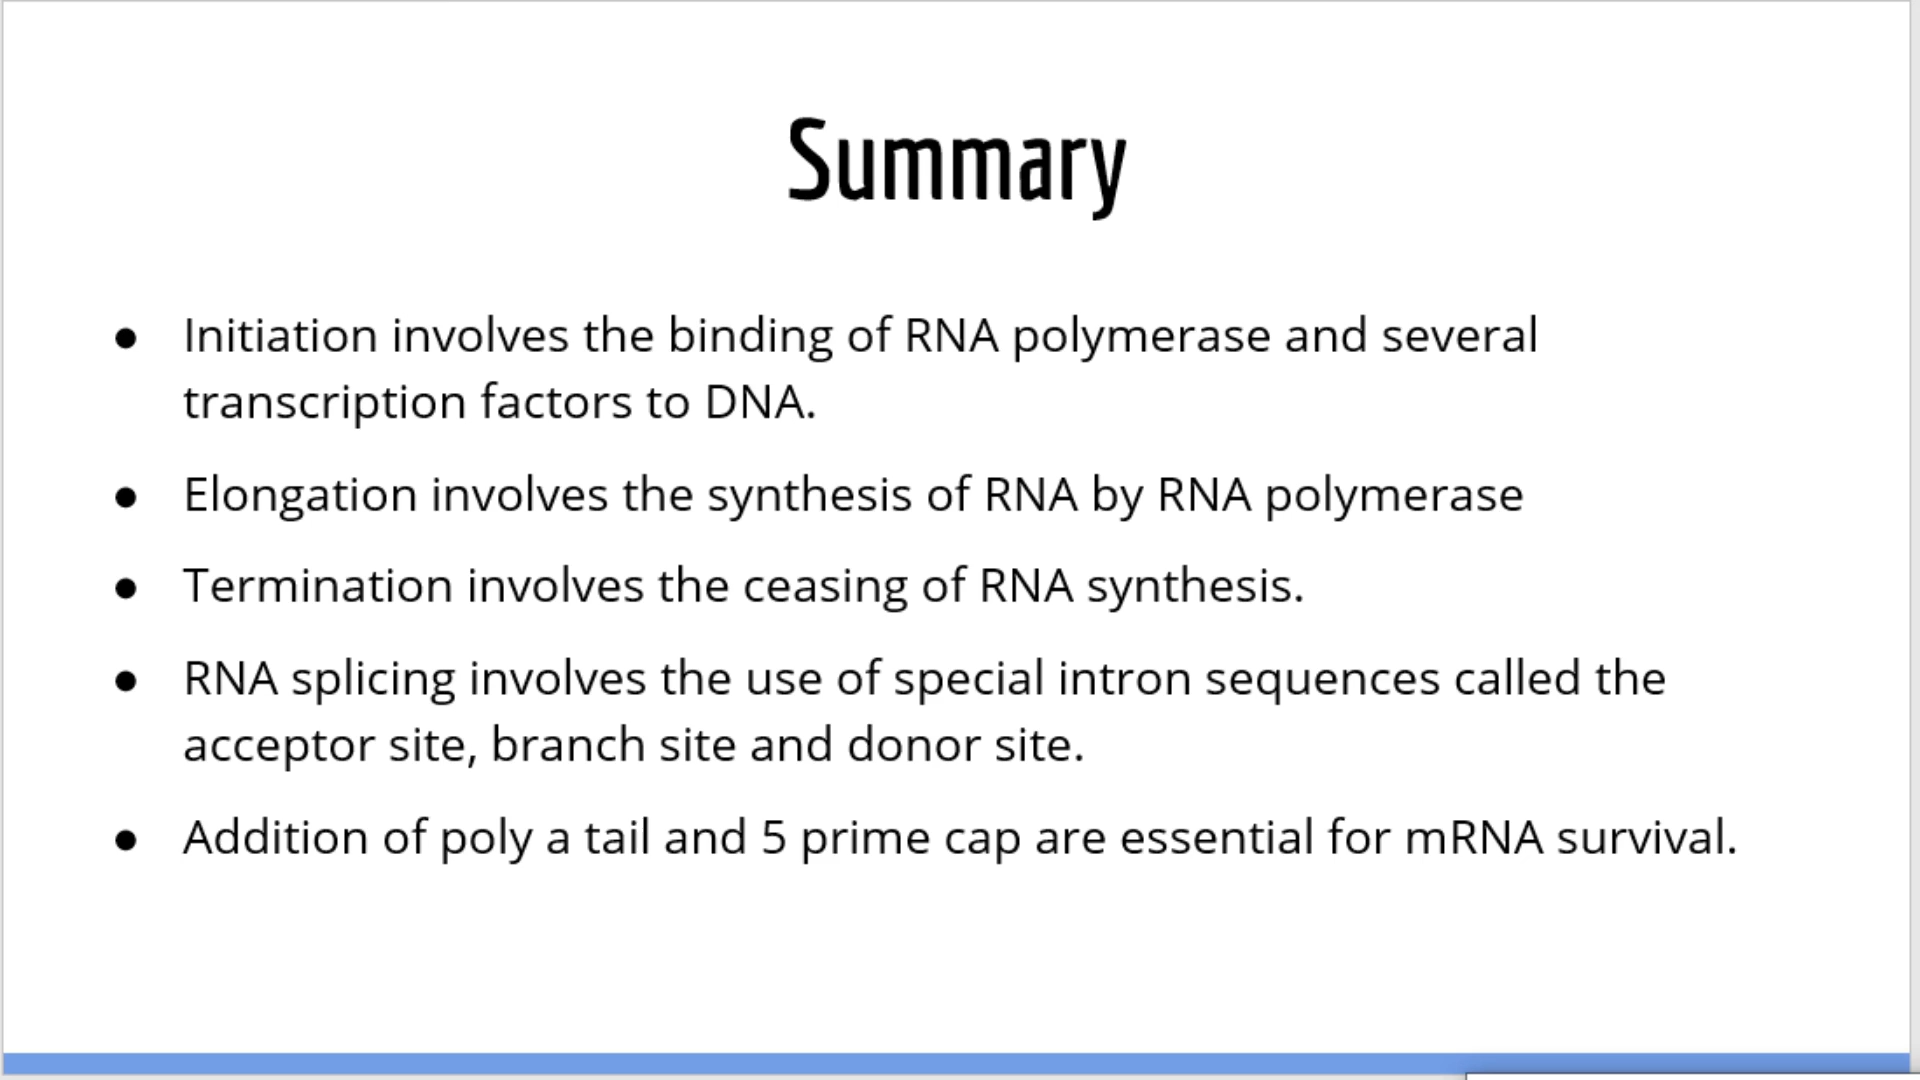 Summary
● Initiation involves the binding of RNA polymerase and several
transcription factors to DNA.
● Elongation involves the synthesis of RNA by RNA polymerase
● Termination involves the ceasing of RNA synthesis.
● RNA splicing involves the use of special intron sequences called the
acceptor site, branch site and donor site.
● Addition of poly a tail and 5 prime cap are essential for mRNA survival.